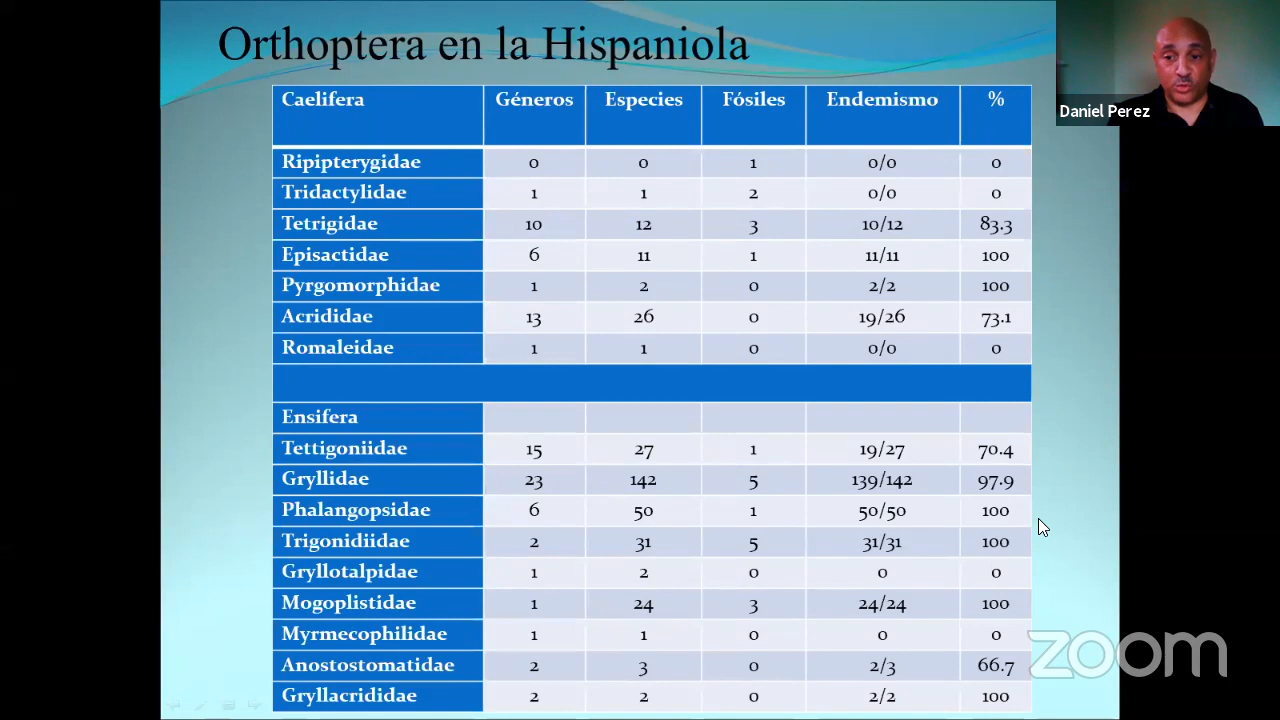 Orthoptera en la Hispaniola
Daniel Perez
Caelifera Géneros Especies Fósiles Endemismo %
Ripipterygidae 0 0 1 0/0 0
Tridactylidae 1 1 2 0/0 0
Tetrigidae 10 12 3 10/12 83.3
Episactidae 6 11 1 11/11 100
Pyrgomorphidae 1 2 0 2/2 100
Acrididae 13 26 0 19/26 73.1
Romaleidae 1 1 0 0/0 0
Ensifera
Tettigoniidae 15 27 1 19/27 70.4
Gryllidae 23 142 5 139/142 97.9
Phalangopsidae 6 50 1 50/50 100
Trigonidiidae 2 31 5 31/31 100
Gryllotalpidae 1 2 0 0 0
Mogoplistidae 1 24 3 24/24 100
Myrmecophilidae 1 1 0 0 0
Anostostomatidae 2 3 0 2/3 66.7
Gryllacrididae 2 2 0 2/2 100
zoom